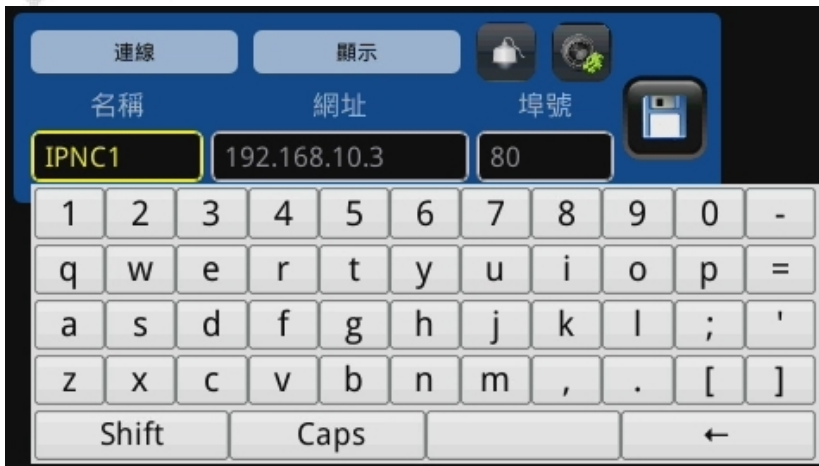 連線 顯示
名稱 網址 埠號
IPNC1 192.168.10.3 80
1 2 3 4 5 6 7 8 9 0 -
q w e r t y u i o p =
a s d f g h j k l ; '
z x c v b n m , . [ ]
Shift Caps ←